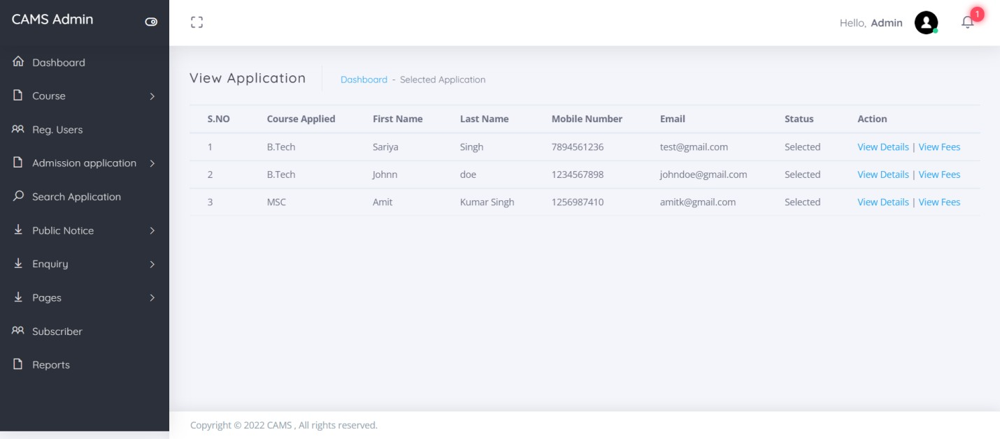 CAMS Admin
Hello, Admin
1
Dashboard
Course
Reg. Users
Admission application
Search Application
Public Notice
Enquiry
Pages
Subscriber
Reports
View Application
Dashboard - Selected Application
S.NO Course Applied First Name Last Name Mobile Number Email Status Action
1 B.Tech Sariya Singh 7894561236 test@gmail.com Selected View Details | View Fees
2 B.Tech Johnn doe 1234567898 johndoe@gmail.com Selected View Details | View Fees
3 MSC Amit Kumar Singh 1256987410 amitk@gmail.com Selected View Details | View Fees
Copyright © 2022 CAMS , All rights reserved.